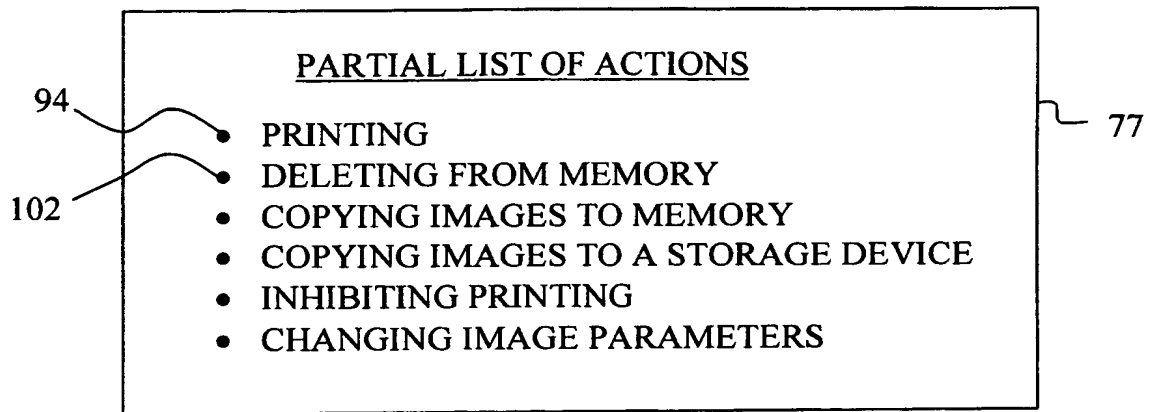 PARTIAL LIST OF ACTIONS
94
• PRINTING
77
• DELETING FROM MEMORY
102
• COPYING IMAGES TO MEMORY
• COPYING IMAGES TO A STORAGE DEVICE
• INHIBITING PRINTING
• CHANGING IMAGE PARAMETERS